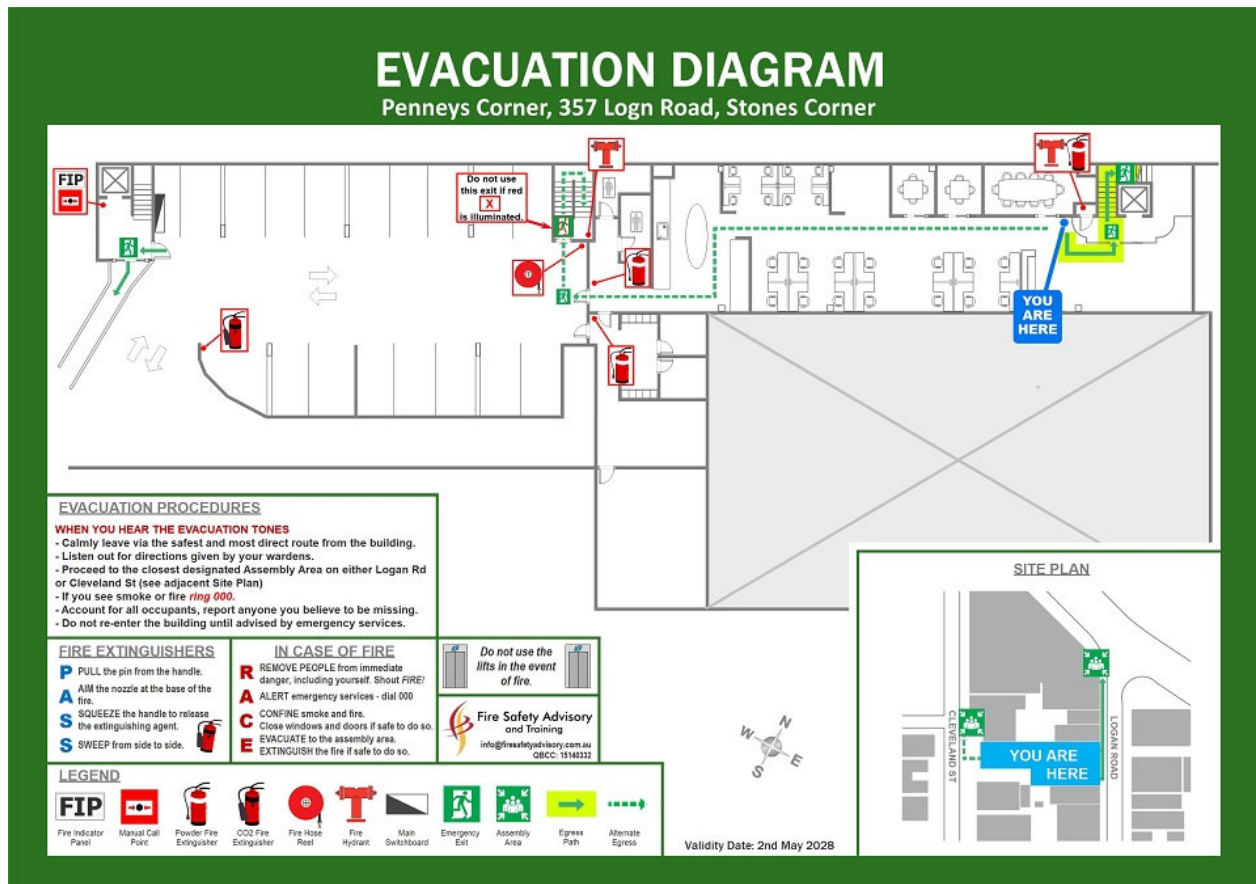 EVACUATION DIAGRAM
Penneys Corner, 357 Logn Road, Stones Corner
FIP
Do not use
this exit if red
X
is illuminated.
YOU
ARE
HERE
EVACUATION PROCEDURES
WHEN YOU HEAR THE EVACUATION TONES
- Calmly leave via the safest and most direct route from the building.
- Listen out for directions given by your wardens.
- Proceed to the closest designated Assembly Area on either Logan Rd
or Cleveland St (see adjacent Site Plan)
- If you see smoke or fire ring 000.
- Account for all occupants, report anyone you believe to be missing.
- Do not re-enter the building until advised by emergency services.
FIRE EXTINGUISHERS
P PULL the pin from the handle.
A AIM the nozzle at the base of the
fire.
S SQUEEZE the handle to release
the extinguishing agent.
S SWEEP from side to side.
IN CASE OF FIRE
R REMOVE PEOPLE from immediate
danger, including yourself. Shout FIRE!
A ALERT emergency services - dial 000
C CONFINE smoke and fire.
Close windows and doors if safe to do so.
E EVACUATE to the assembly area.
EXTINGUISH the fire if safe to do so.
Do not use the
lifts in the event
of fire.
Fire Safety Advisory
and Training
info@firesafetyadvisory.com.au
QBCC: 15140332
N
W
E
S
LEGEND
FIP
Fire Indicator
Panel
Manual Call
Point
Powder Fire
Extinguisher
CO2 Fire
Extinguisher
Fire Hose
Reel
Fire
Hydrant
Main
Switchboard
Emergency
Exit
Assembly
Area
Egress
Path
Alternate
Egress
Validity Date: 2nd May 2028
SITE PLAN
CLEVELAND ST
LOGAN ROAD
YOU ARE
HERE